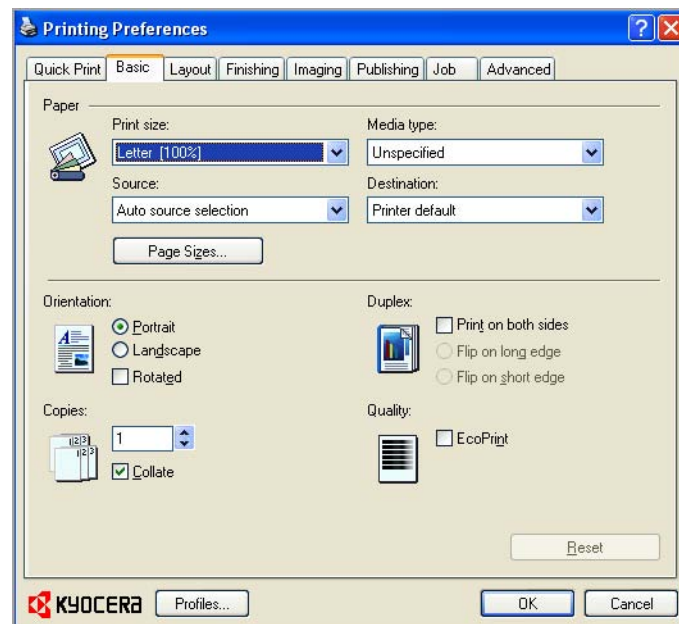 Printing Preferences
Quick Print Basic Layout Finishing Imaging Publishing Job Advanced
Paper
Print size: Media type:
Letter [100%] Unspecified
Source: Destination:
Auto source selection Printer default
Page Sizes...
Orientation: Duplex:
Portrait Print on both sides
Landscape Flip on long edge
Rotated Flip on short edge
Copies: Quality:
1 EcoPrint
Collate
Reset
KYOCERA Profiles... OK Cancel